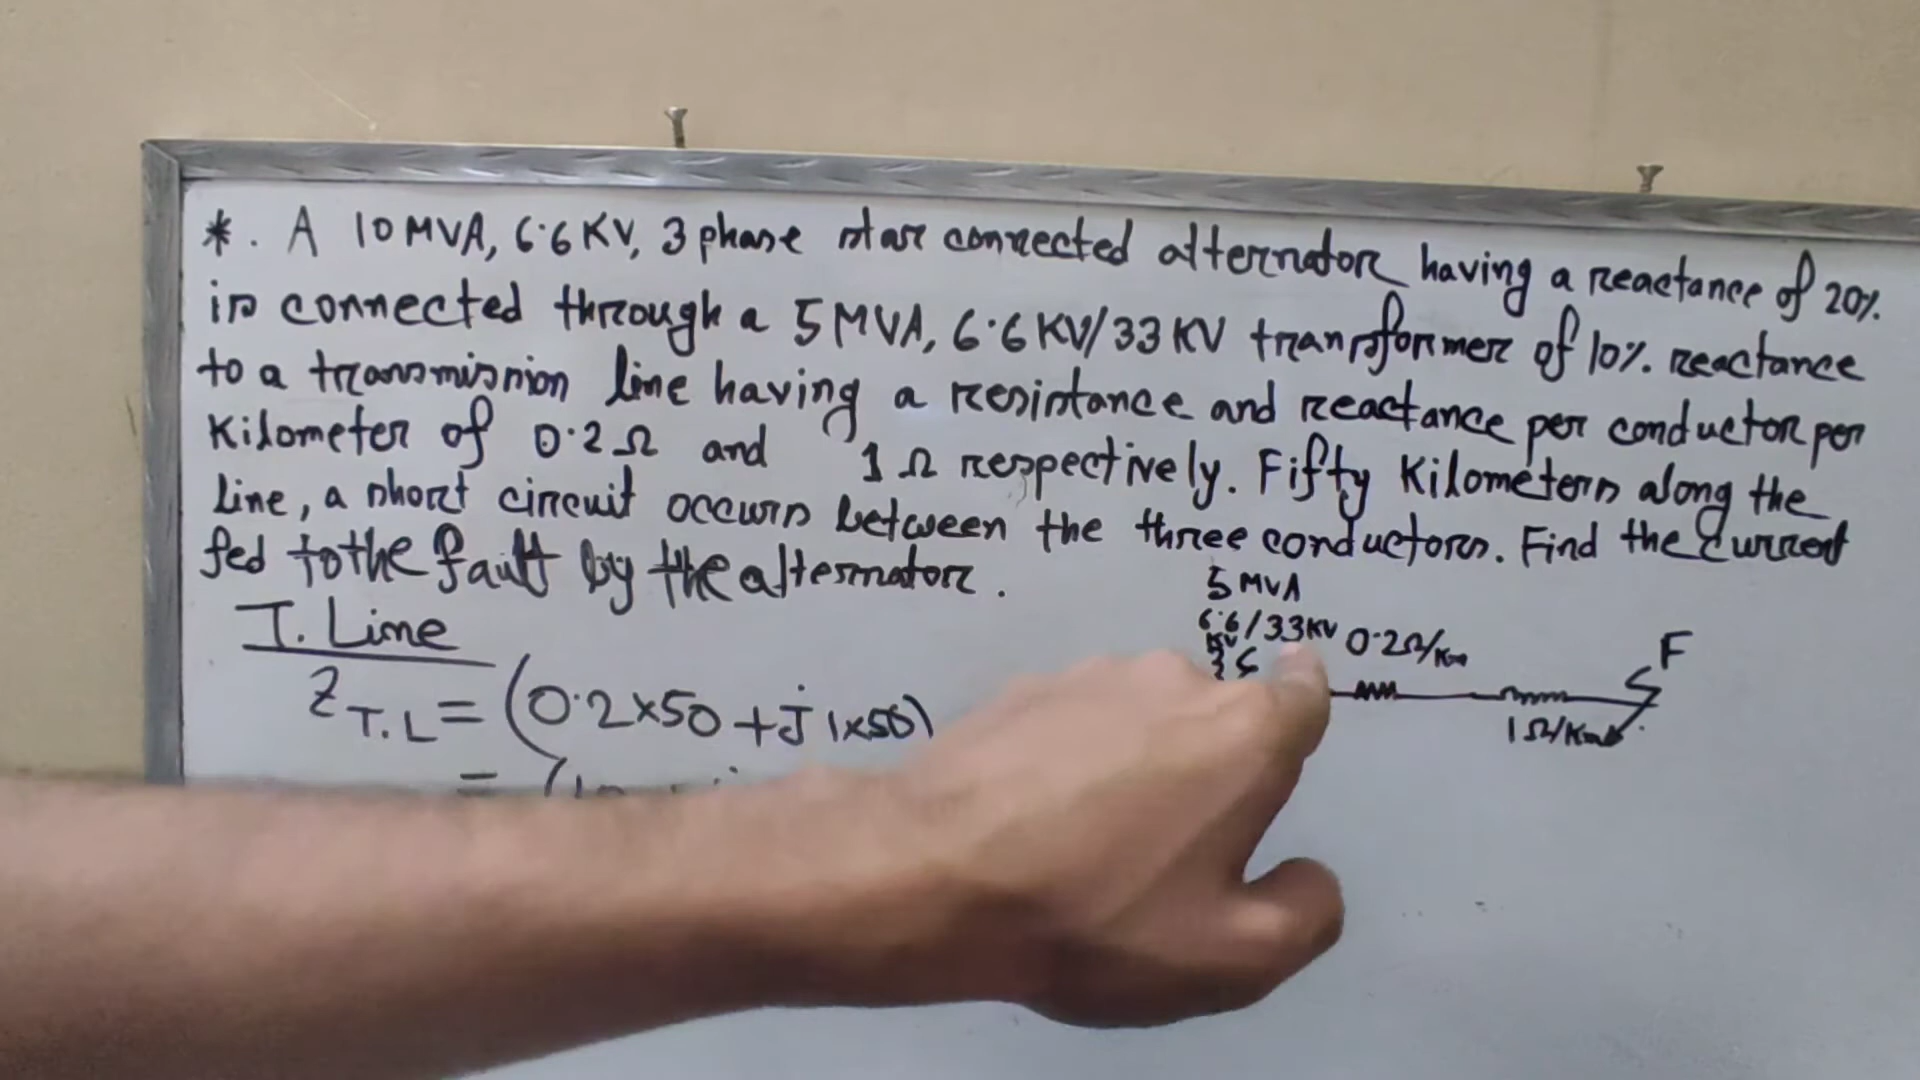 *. A 10 MVA, 6.6 KV, 3 phase star connected alternator having a reactance of 20%.
is connected through a 5 MVA, 6.6 KV/33 KV transformer of 10%. reactance
to a transmission line having a resistance and reactance per conductor per
Kilometer of 0.2 Ω and 1 Ω respectively. Fifty Kilometers along the
line, a short circuit occurs between the three conductors. Find the current
fed to the fault by the alternator.
5 MVA
6.6/33KV
KV
0.2Ω/Km
F
1Ω/Km
T. Line
Z T.L = (0.2x50 + j 1x50)
= (10